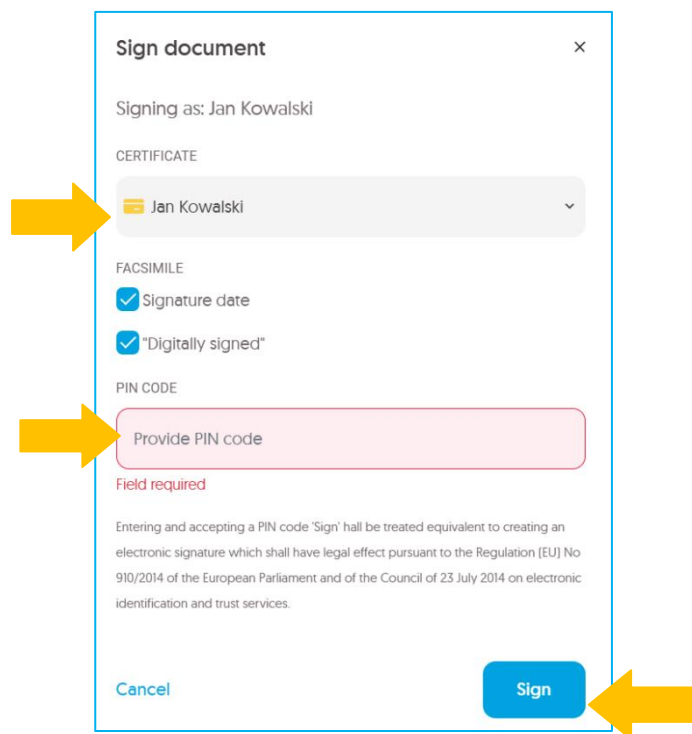 Sign document
Signing as: Jan Kowalski
CERTIFICATE
Jan Kowalski
FACSIMILE
Signature date
"Digitally signed"
PIN CODE
Provide PIN code
Field required
Entering and accepting a PIN code 'Sign' hall be treated equivalent to creating an
electronic signature which shall have legal effect pursuant to the Regulation (EU) No
910/2014 of the European Parliament and of the Council of 23 July 2014 on electronic
identification and trust services.
Cancel
Sign